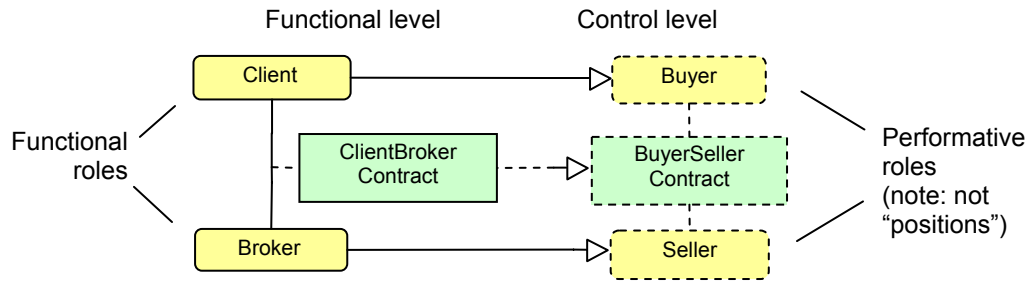 Functional level
Control level
Client
Buyer
Functional
roles
ClientBroker
Contract
BuyerSeller
Contract
Performative
roles
(note: not
“positions”)
Broker
Seller